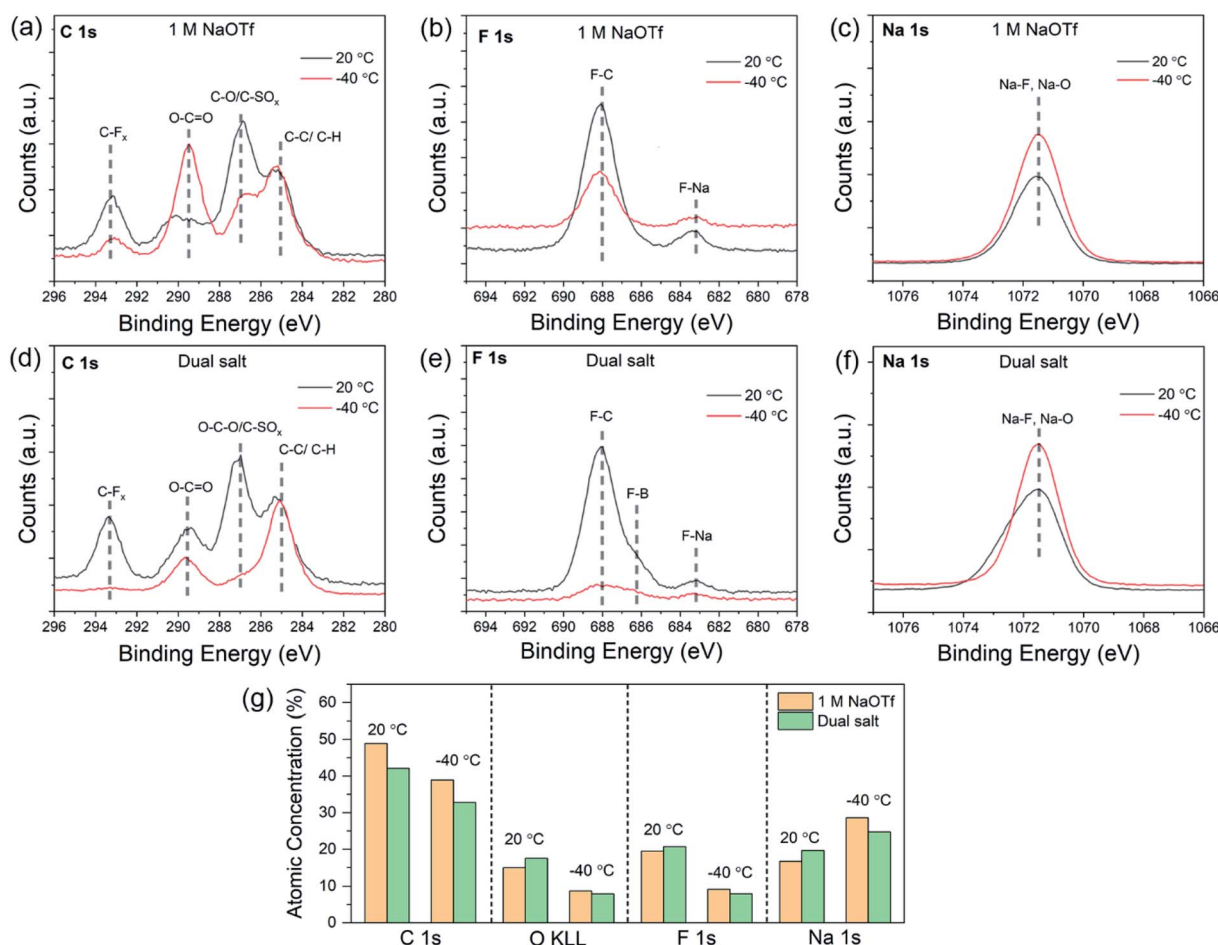 (a) C 1s 1 M NaOTf
20 °C
-40 °C
C-Fₓ
O-C=O
C-O/C-SOₓ
C-C/ C-H
Counts (a.u.)
296 294 292 290 288 286 284 282 280
Binding Energy (eV)
(b) F 1s 1 M NaOTf
20 °C
-40 °C
F-C
F-Na
Counts (a.u.)
694 692 690 688 686 684 682 680 678
Binding Energy (eV)
(c) Na 1s 1 M NaOTf
20 °C
-40 °C
Na-F, Na-O
Counts (a.u.)
1076 1074 1072 1070 1068 1066
Binding Energy (eV)
(d) C 1s Dual salt
20 °C
-40 °C
C-Fₓ
O-C=O
O-C-O/C-SOₓ
C-C/ C-H
Counts (a.u.)
296 294 292 290 288 286 284 282 280
Binding Energy (eV)
(e) F 1s Dual salt
20 °C
-40 °C
F-C
F-B
F-Na
Counts (a.u.)
694 692 690 688 686 684 682 680 678
Binding Energy (eV)
(f) Na 1s Dual salt
20 °C
-40 °C
Na-F, Na-O
Counts (a.u.)
1076 1074 1072 1070 1068 1066
Binding Energy (eV)
(g)
1 M NaOTf
Dual salt
Atomic Concentration (%)
60
50
40
30
20
10
0
20 °C -40 °C
20 °C -40 °C
20 °C -40 °C
20 °C -40 °C
C 1s O KLL F 1s Na 1s